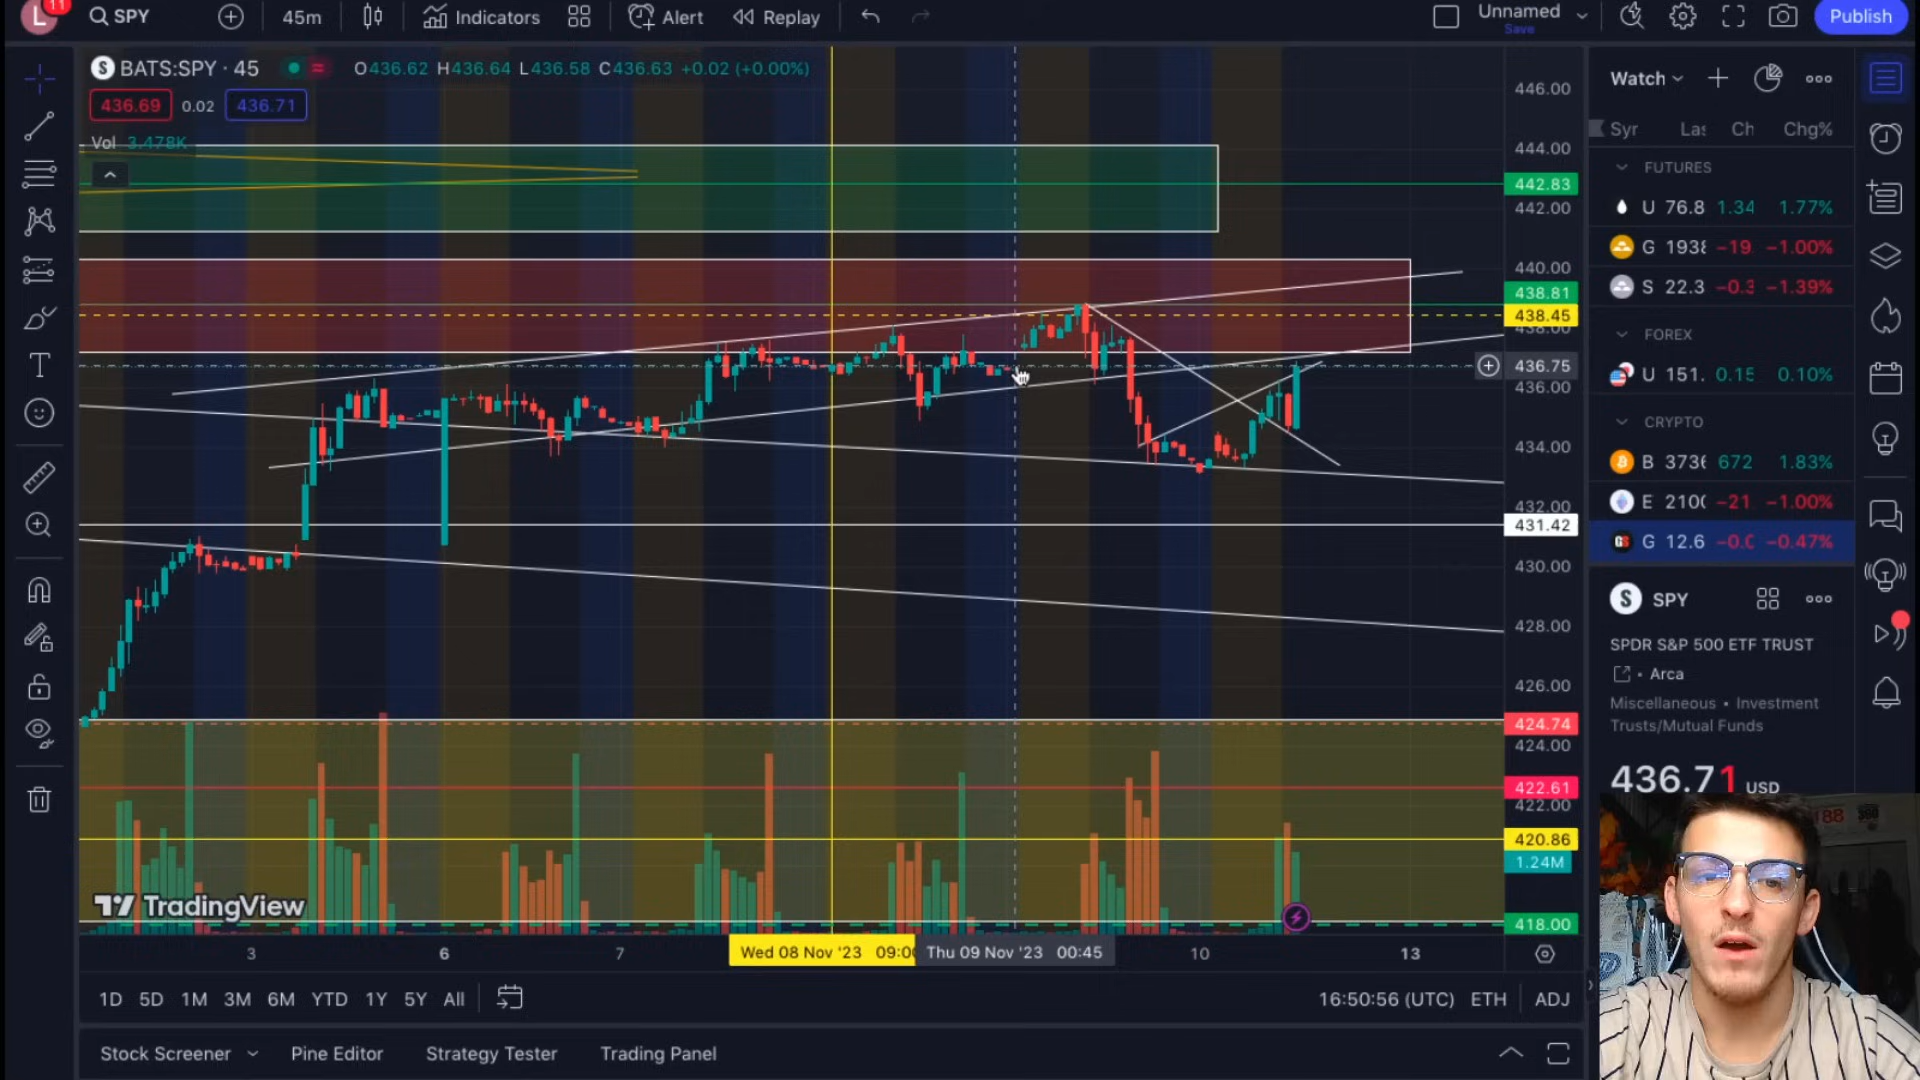 L 11 SPY 45m Indicators Alert Replay Unnamed Save Publish
S BATS:SPY · 45 O436.62 H436.64 L436.58 C436.63 +0.02 (+0.00%)
436.69 0.02 436.71
Vol 3.478K
446.00
444.00
442.83
442.00
440.00
438.81
438.45
438.00
436.75
436.00
434.00
432.00
431.42
430.00
428.00
426.00
424.74
424.00
422.61
422.00
420.86
1.24M
418.00
TradingView
3 6 7 Wed 08 Nov '23 09:00 Thu 09 Nov '23 00:45 10 13
1D 5D 1M 3M 6M YTD 1Y 5Y All 16:50:56 (UTC) ETH ADJ
Stock Screener Pine Editor Strategy Tester Trading Panel
Watch
Syr Las Ch Chg%
FUTURES
U 76.8 1.34 1.77%
G 1938 −19. −1.00%
S 22.3 −0.3 −1.39%
FOREX
U 151. 0.15 0.10%
CRYPTO
B 3736 672 1.83%
E 2100 −21 −1.00%
G 12.6 −0.0 −0.47%
S SPY
SPDR S&P 500 ETF TRUST
Arca
Miscellaneous • Investment
Trusts/Mutual Funds
436.71 USD